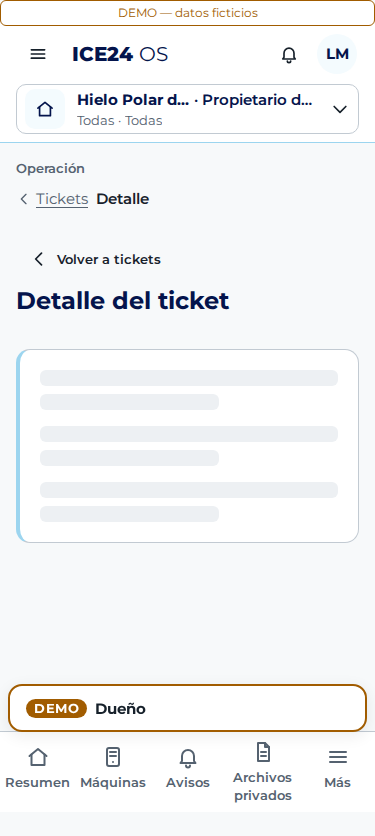 DEMO — datos ficticios
ICE24 OS
LM
Hielo Polar d... · Propietario d...
Todas · Todas
Operación
Tickets Detalle
Volver a tickets
Detalle del ticket
DEMO Dueño
Resumen
Máquinas
Avisos
Archivos
privados
Más